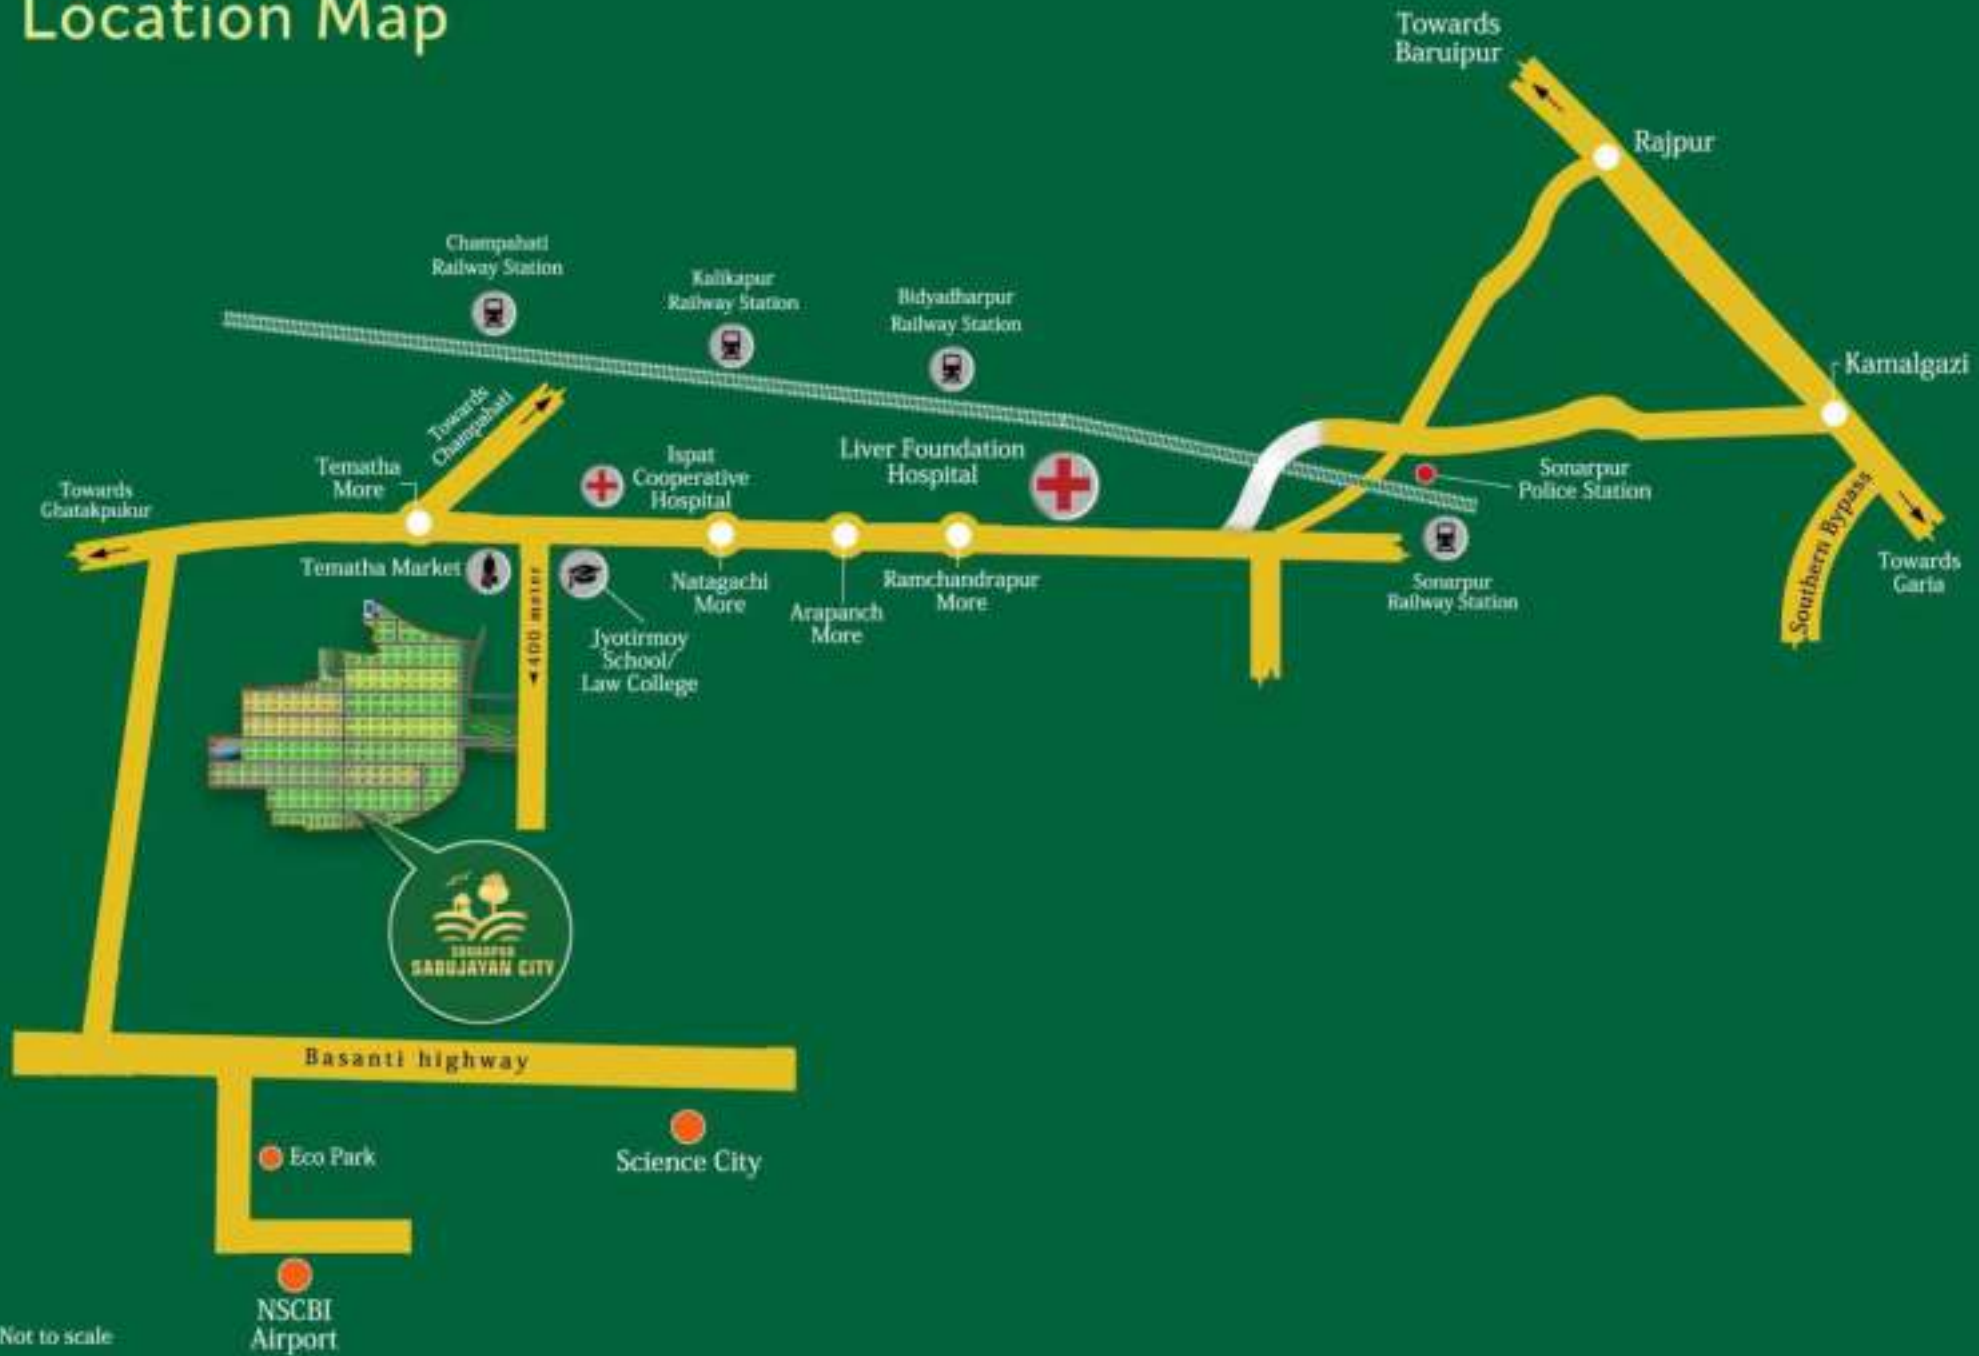 Location Map
Towards
Baruipur
Rajpur
Champahati
Railway Station
Kalikapur
Railway Station
Bidyadharpur
Railway Station
Kamalgazi
Towards
Champahati
Tematha
More
Ispat
Cooperative
Hospital
Liver Foundation
Hospital
Sonarpur
Police Station
Towards
Ghatakpukur
Southern Bypass
Towards
Garia
Tematha Market
400 meter
Natagachi
More
Arapanch
More
Ramchandrapur
More
Sonarpur
Railway Station
Jyotirmoy
School/
Law College
SONARPUR
SABUJAYAN CITY
Basanti highway
Eco Park
Science City
NSCBI
Airport
Not to scale